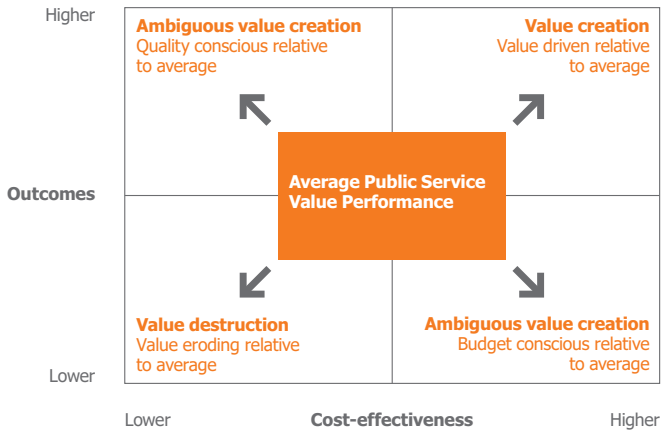 Higher
Ambiguous value creation
Quality conscious relative
to average
Value creation
Value driven relative
to average
Outcomes
Average Public Service
Value Performance
Value destruction
Value eroding relative
to average
Ambiguous value creation
Budget conscious relative
to average
Lower
Lower
Cost-effectiveness
Higher